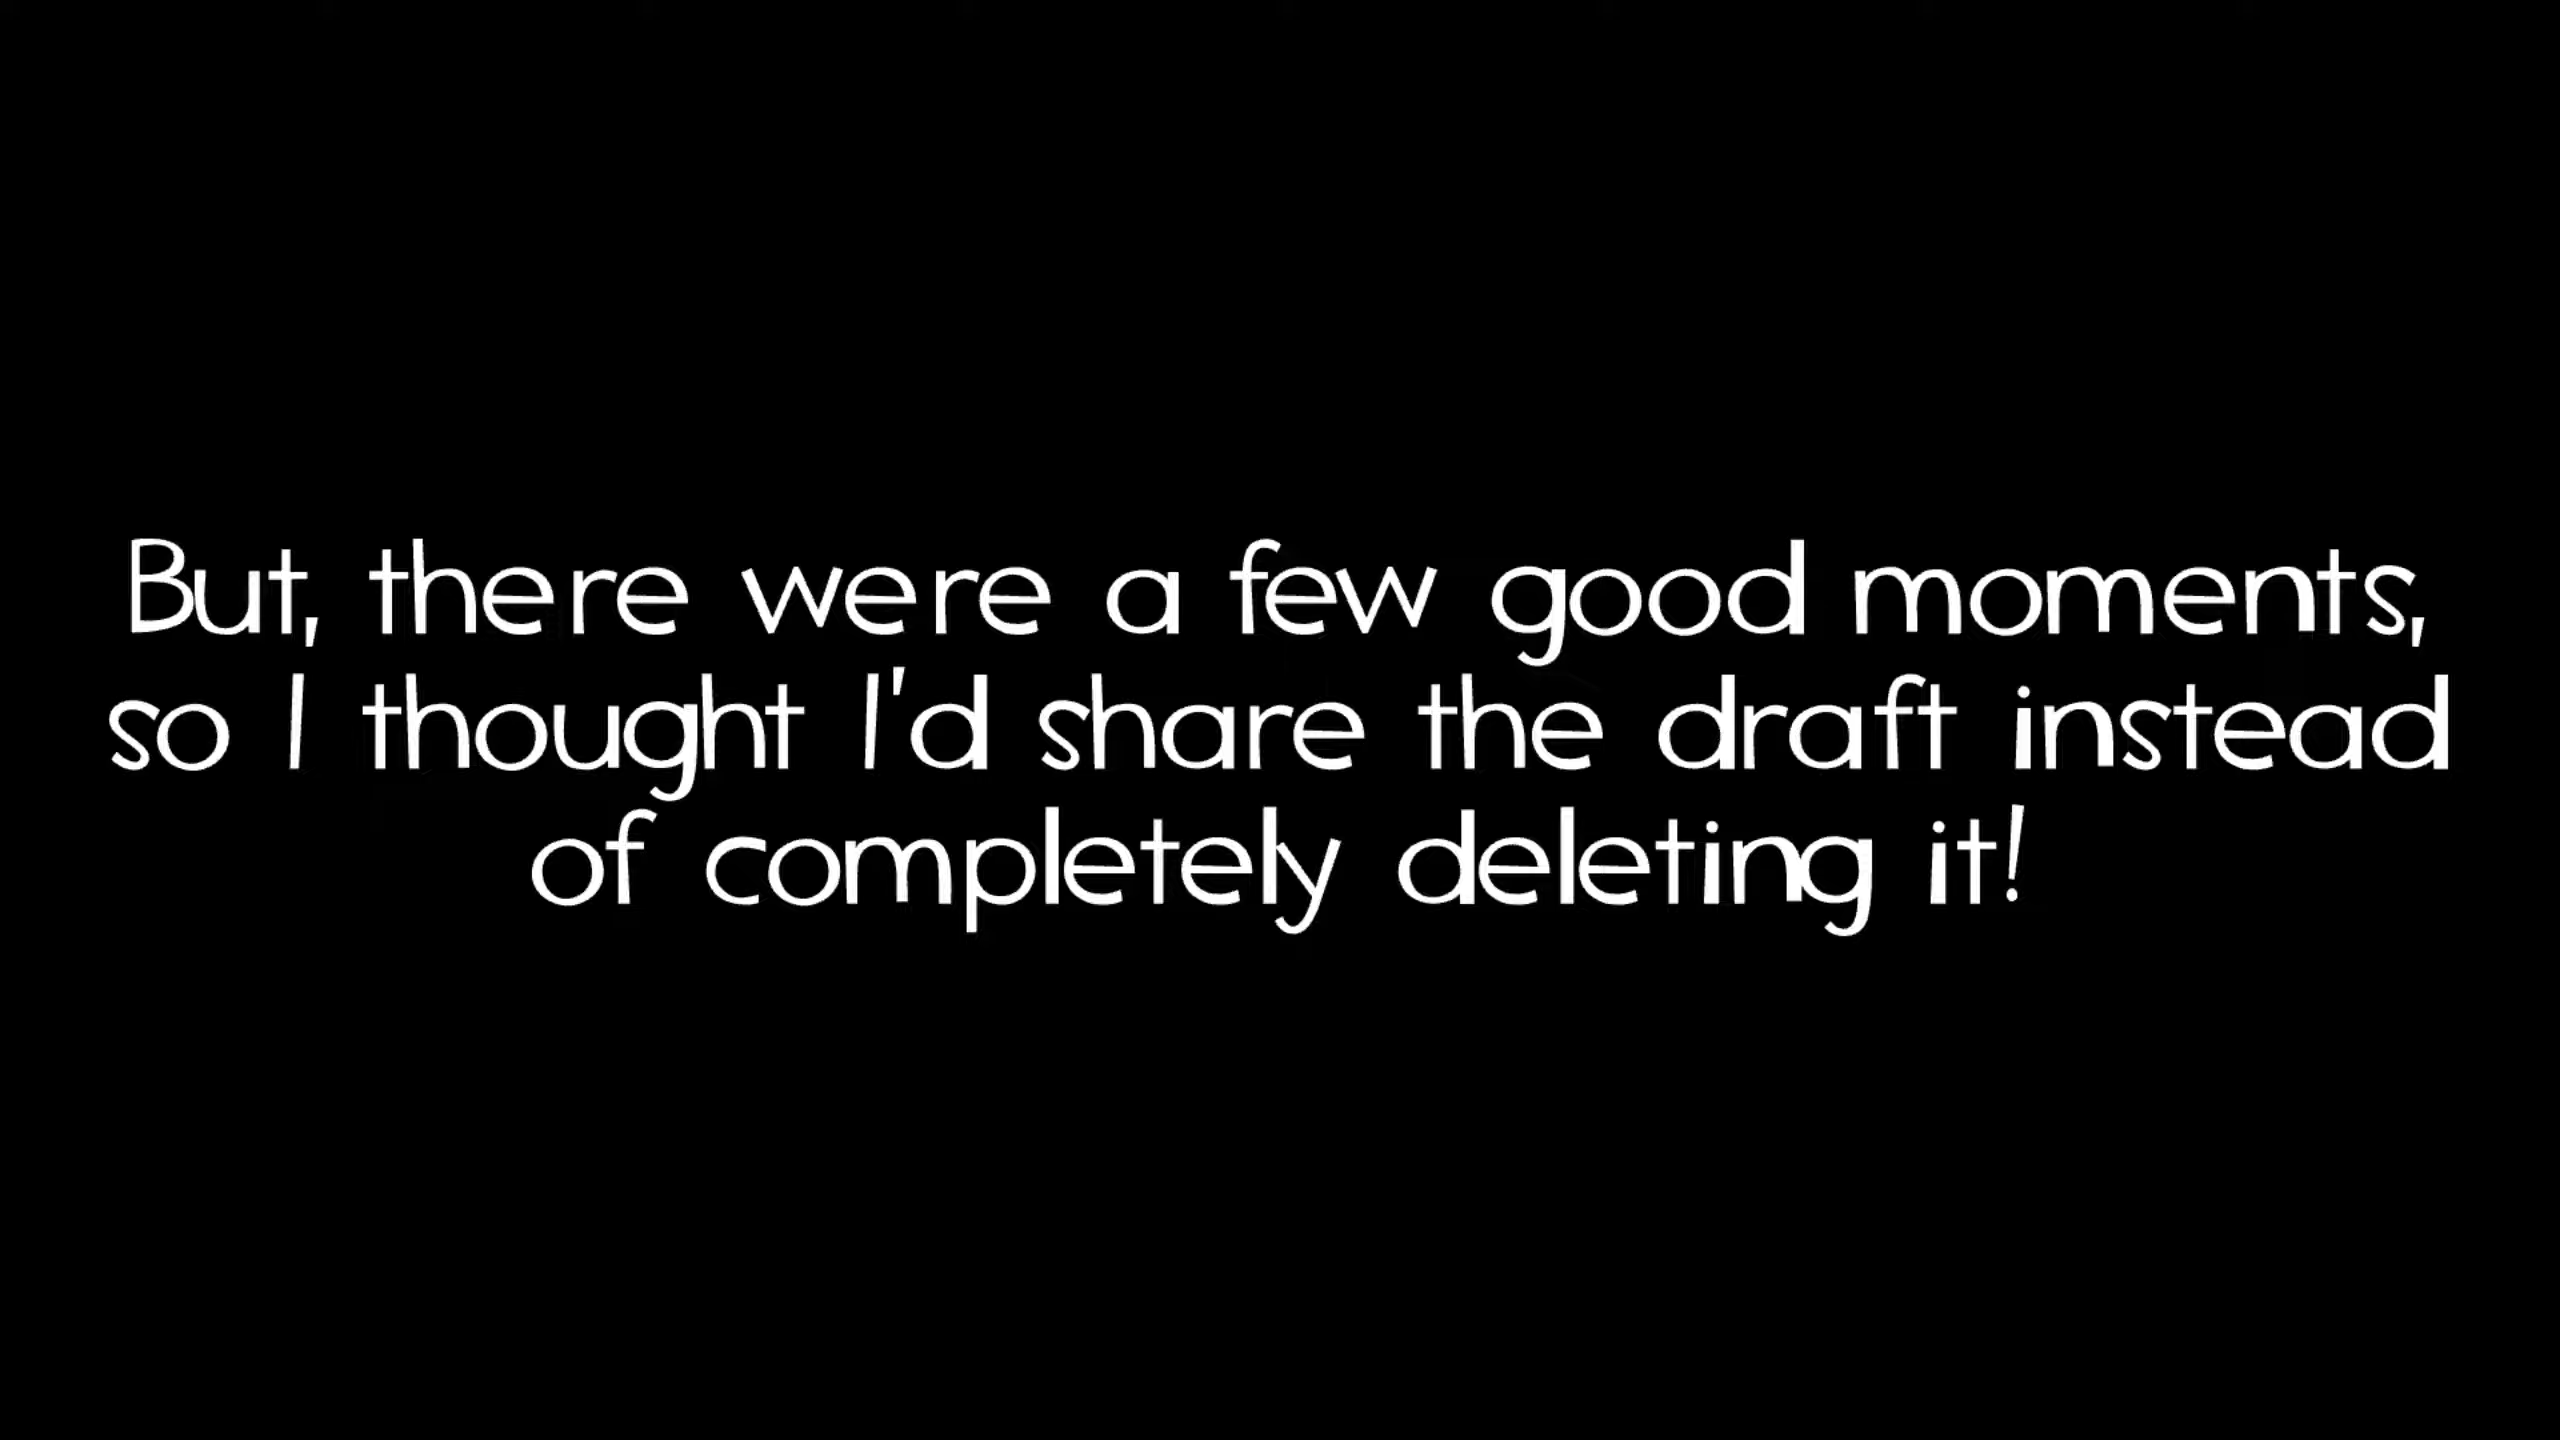 But, there were a few good moments,
so I thought I'd share the draft instead
of completely deleting it!